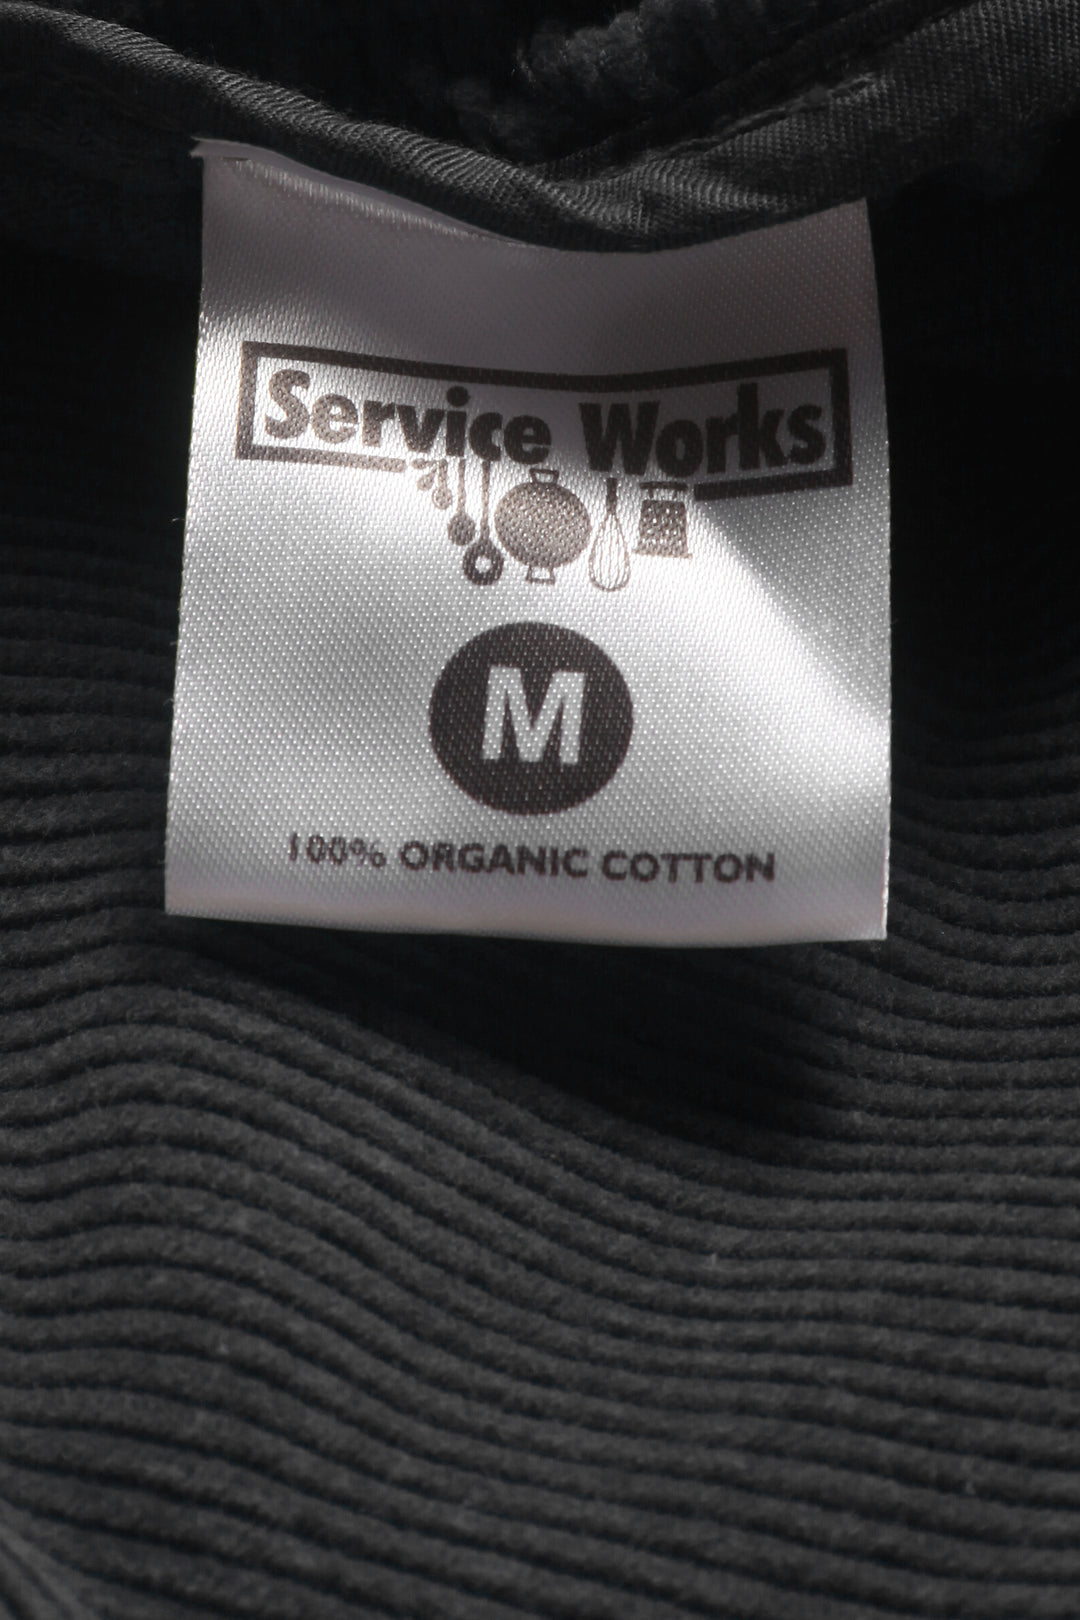 Service Works
M
100% ORGANIC COTTON